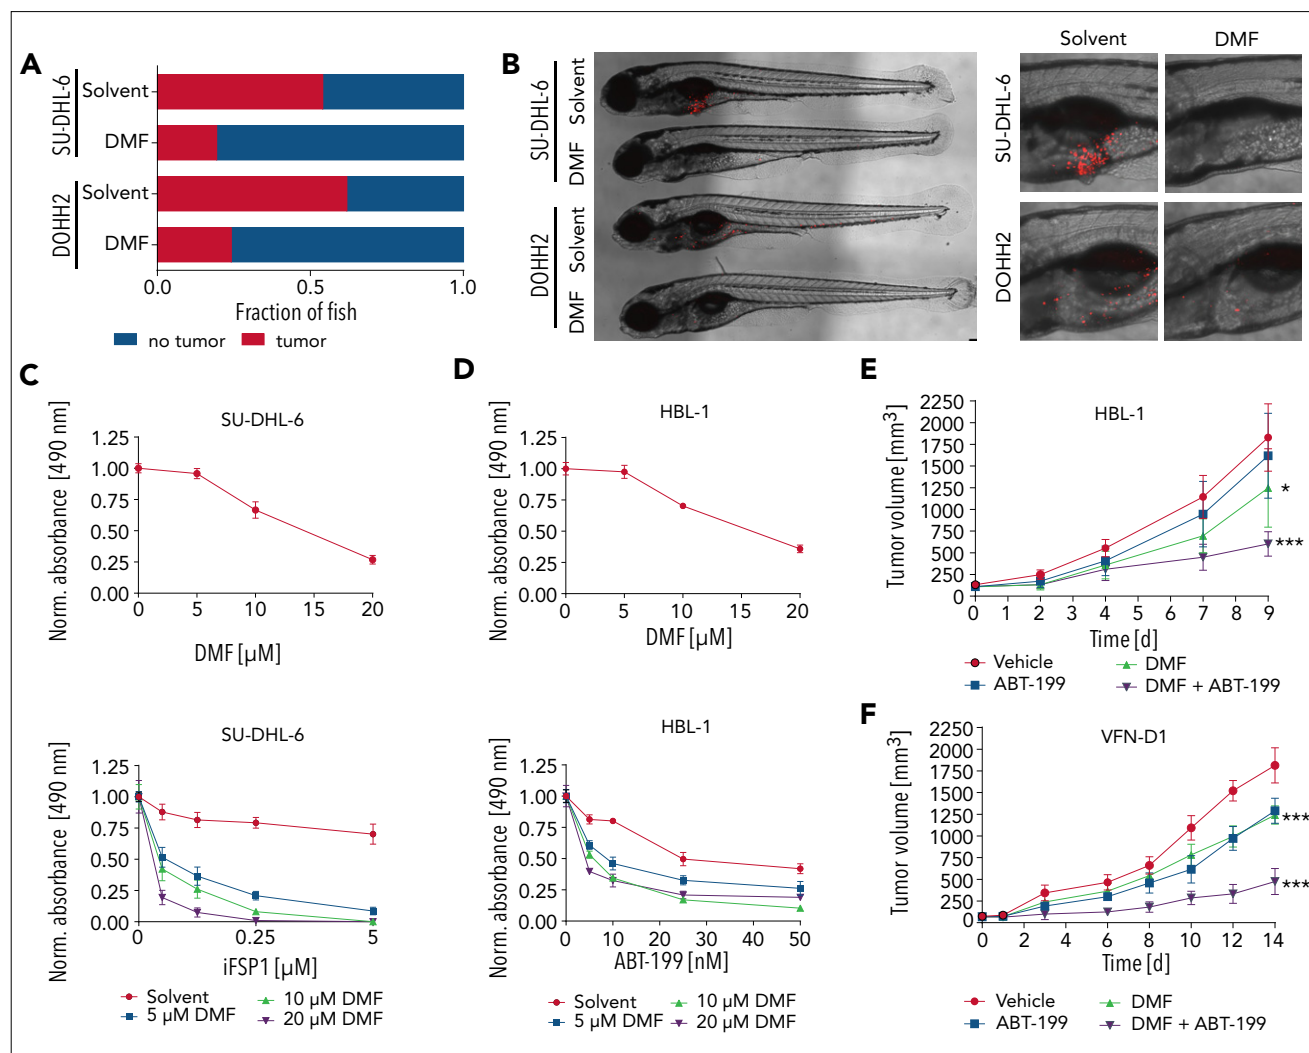 A
SU-DHL-6
Solvent
DMF
DOHH2
Solvent
DMF
0.0 0.5 1.0
Fraction of fish
no tumor tumor
B
SU-DHL-6
Solvent
DMF
DOHH2
Solvent
DMF
Solvent DMF
SU-DHL-6
DOHH2
C
SU-DHL-6
Norm. absorbance [490 nm]
1.25
1.00
0.75
0.50
0.25
0.00
0 5 10 20
DMF [µM]
SU-DHL-6
Norm. absorbance [490 nm]
1.25
1.00
0.75
0.50
0.25
0.00
0 0.25 5
iFSP1 [µM]
Solvent 10 µM DMF
5 µM DMF 20 µM DMF
D
HBL-1
Norm. absorbance [490 nm]
1.25
1.00
0.75
0.50
0.25
0.00
0 5 10 20
DMF [µM]
HBL-1
Norm. absorbance [490 nm]
1.25
1.00
0.75
0.50
0.25
0.00
0 10 20 30 40 50
ABT-199 [nM]
Solvent 10 µM DMF
5 µM DMF 20 µM DMF
E
HBL-1
Tumor volume [mm³]
2250
2000
1750
1500
1250
1000
750
500
250
0
*
***
0 1 2 3 4 5 6 7 8 9
Time [d]
Vehicle DMF
ABT-199 DMF + ABT-199
F
VFN-D1
Tumor volume [mm³]
2250
2000
1750
1500
1250
1000
750
500
250
0
***
***
0 2 4 6 8 10 12 14
Time [d]
Vehicle DMF
ABT-199 DMF + ABT-199